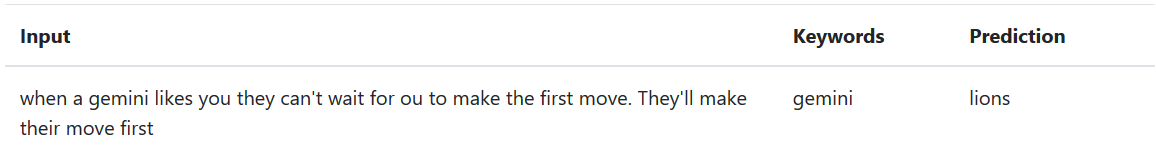 Input Keywords Prediction
when a gemini likes you they can't wait for ou to make the first move. They'll make gemini lions
their move first